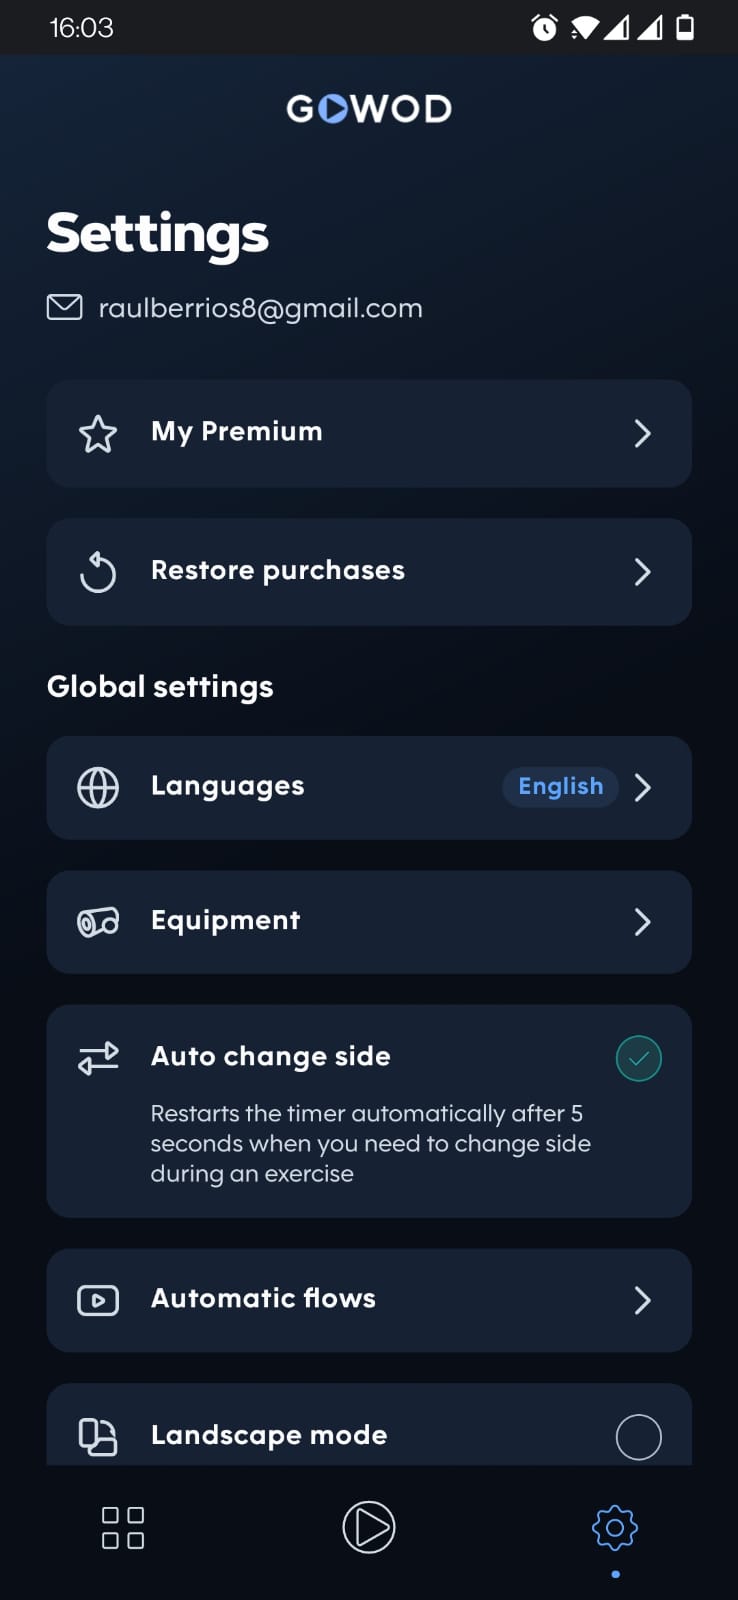 16:03
GOWOD
Settings
raulberrios8@gmail.com
My Premium
Restore purchases
Global settings
Languages English
Equipment
Auto change side
Restarts the timer automatically after 5
seconds when you need to change side
during an exercise
Automatic flows
Landscape mode